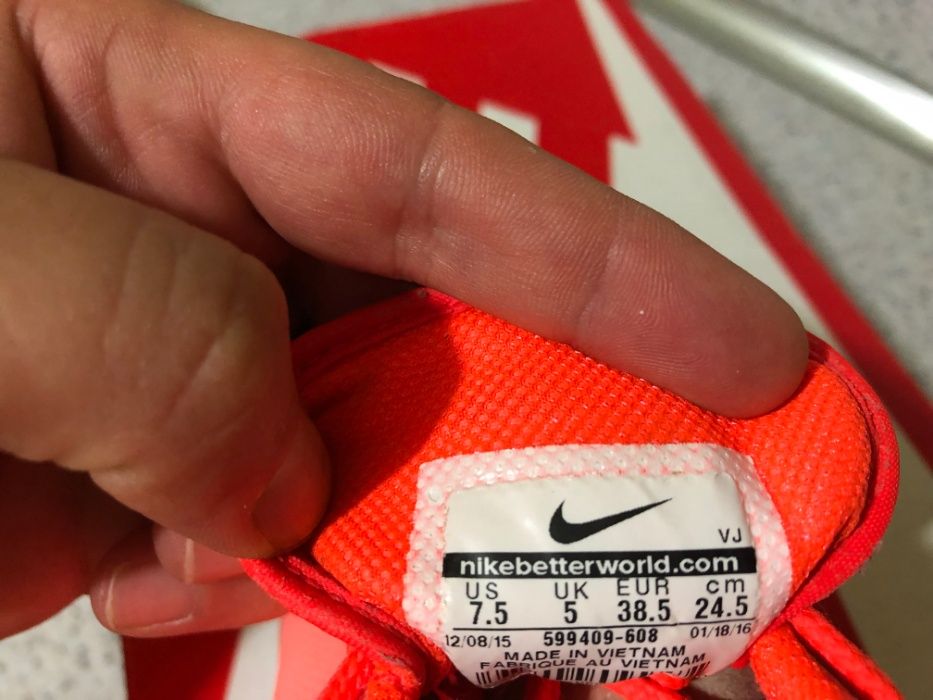 VJ
nikebetterworld.com
US UK EUR cm
7.5 5 38.5 24.5
12/08/15 599409-608 01/18/16
MADE IN VIETNAM
FABRIQUE AU VIETNAM